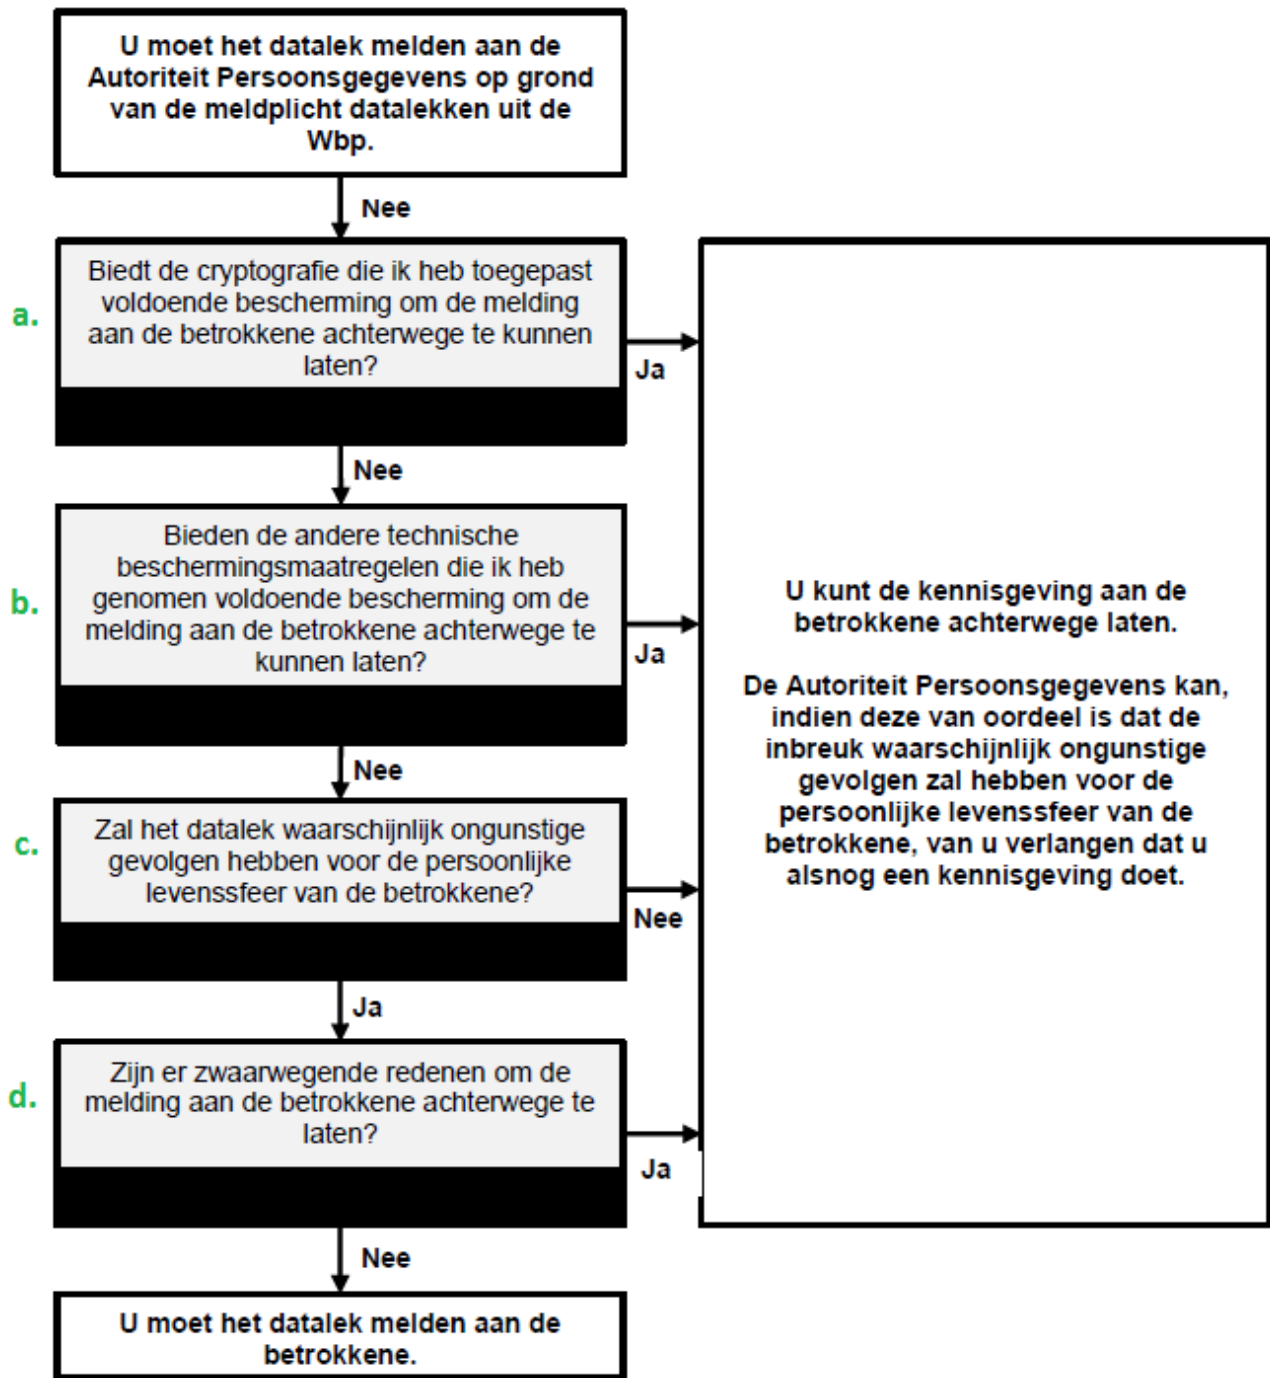 U moet het datalek melden aan de
Autoriteit Persoonsgegevens op grond
van de meldplicht datalekken uit de
Wbp.
Nee
a.
Biedt de cryptografie die ik heb toegepast
voldoende bescherming om de melding
aan de betrokkene achterwege te kunnen
laten?
Ja
Nee
b.
Bieden de andere technische
beschermingsmaatregelen die ik heb
genomen voldoende bescherming om de
melding aan de betrokkene achterwege te
kunnen laten?
Ja
Nee
c.
Zal het datalek waarschijnlijk ongunstige
gevolgen hebben voor de persoonlijke
levenssfeer van de betrokkene?
Nee
Ja
d.
Zijn er zwaarwegende redenen om de
melding aan de betrokkene achterwege te
laten?
Ja
Nee
U moet het datalek melden aan de
betrokkene.
U kunt de kennisgeving aan de
betrokkene achterwege laten.
De Autoriteit Persoonsgegevens kan,
indien deze van oordeel is dat de
inbreuk waarschijnlijk ongunstige
gevolgen zal hebben voor de
persoonlijke levenssfeer van de
betrokkene, van u verlangen dat u
alsnog een kennisgeving doet.